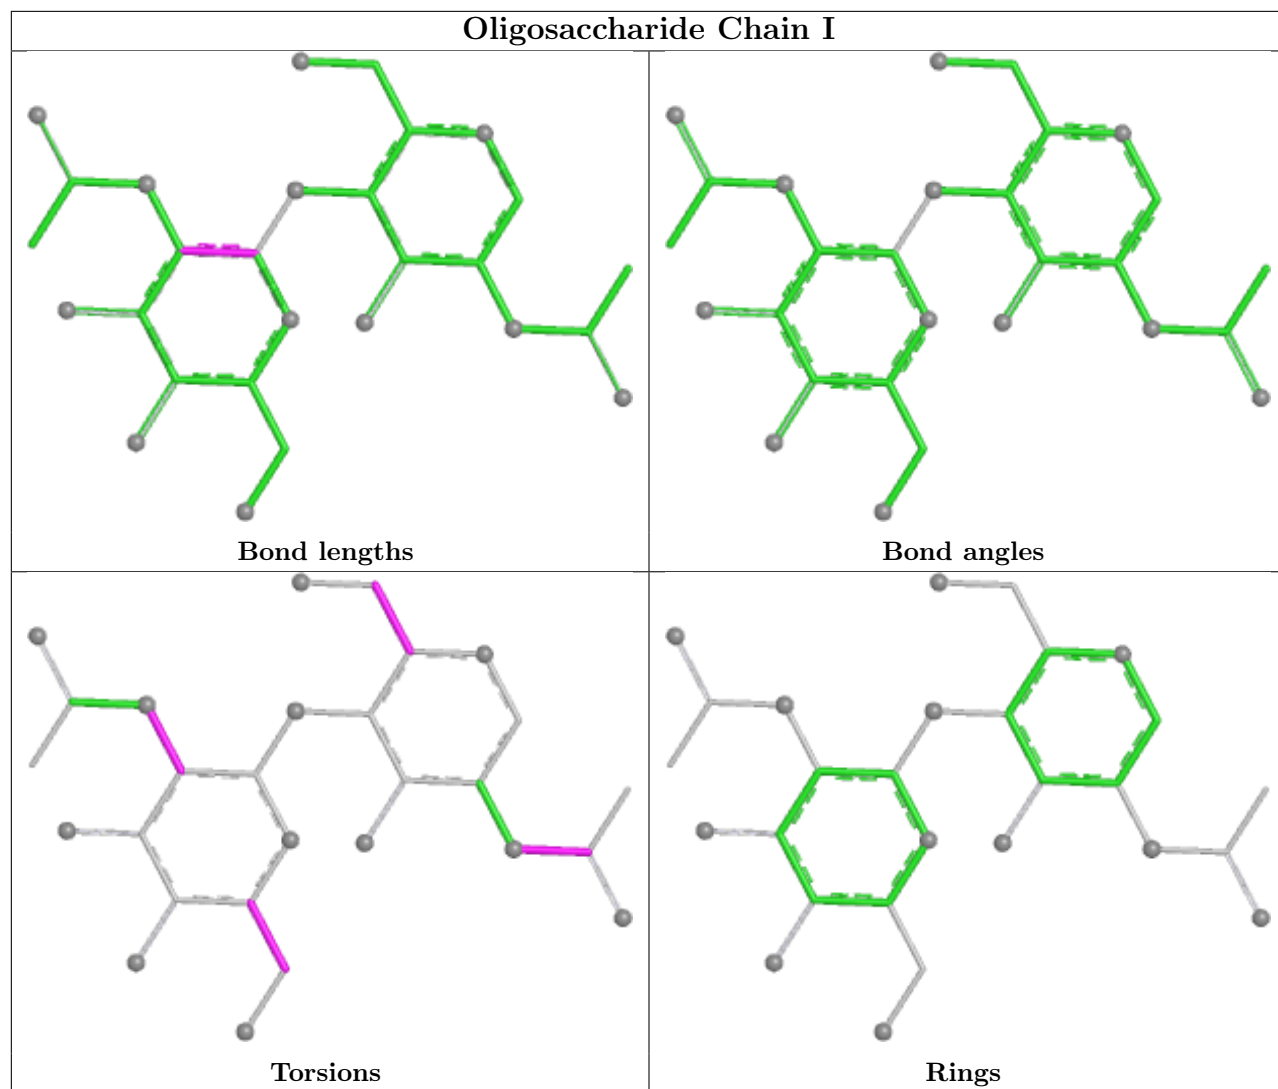 Oligosaccharide Chain I
Bond lengths
Bond angles
Torsions
Rings